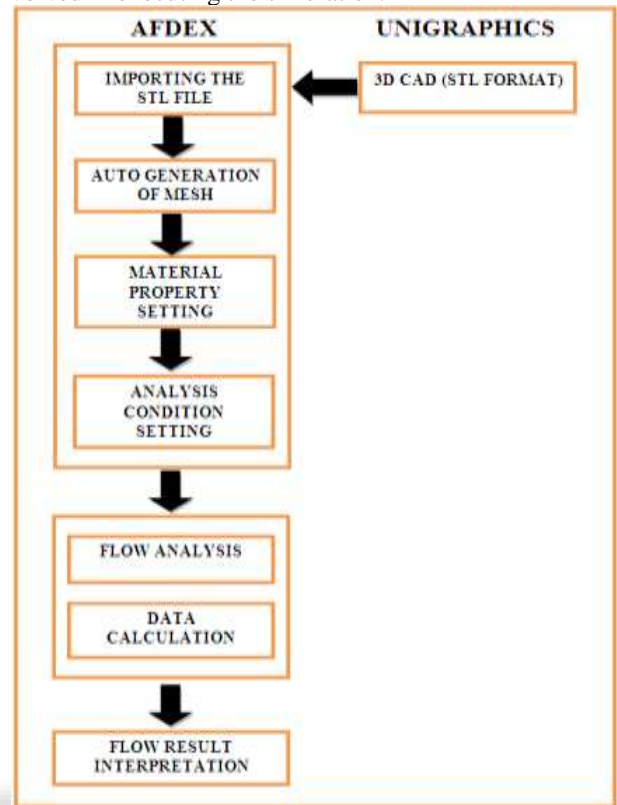 AFDEX
UNIGRAPHICS
IMPORTING THE
STL FILE
3D CAD (STL FORMAT)
AUTO GENERATION
OF MESH
MATERIAL
PROPERTY
SETTING
ANALYSIS
CONDITION
SETTING
FLOW ANALYSIS
DATA
CALCULATION
FLOW RESULT
INTERPRETATION